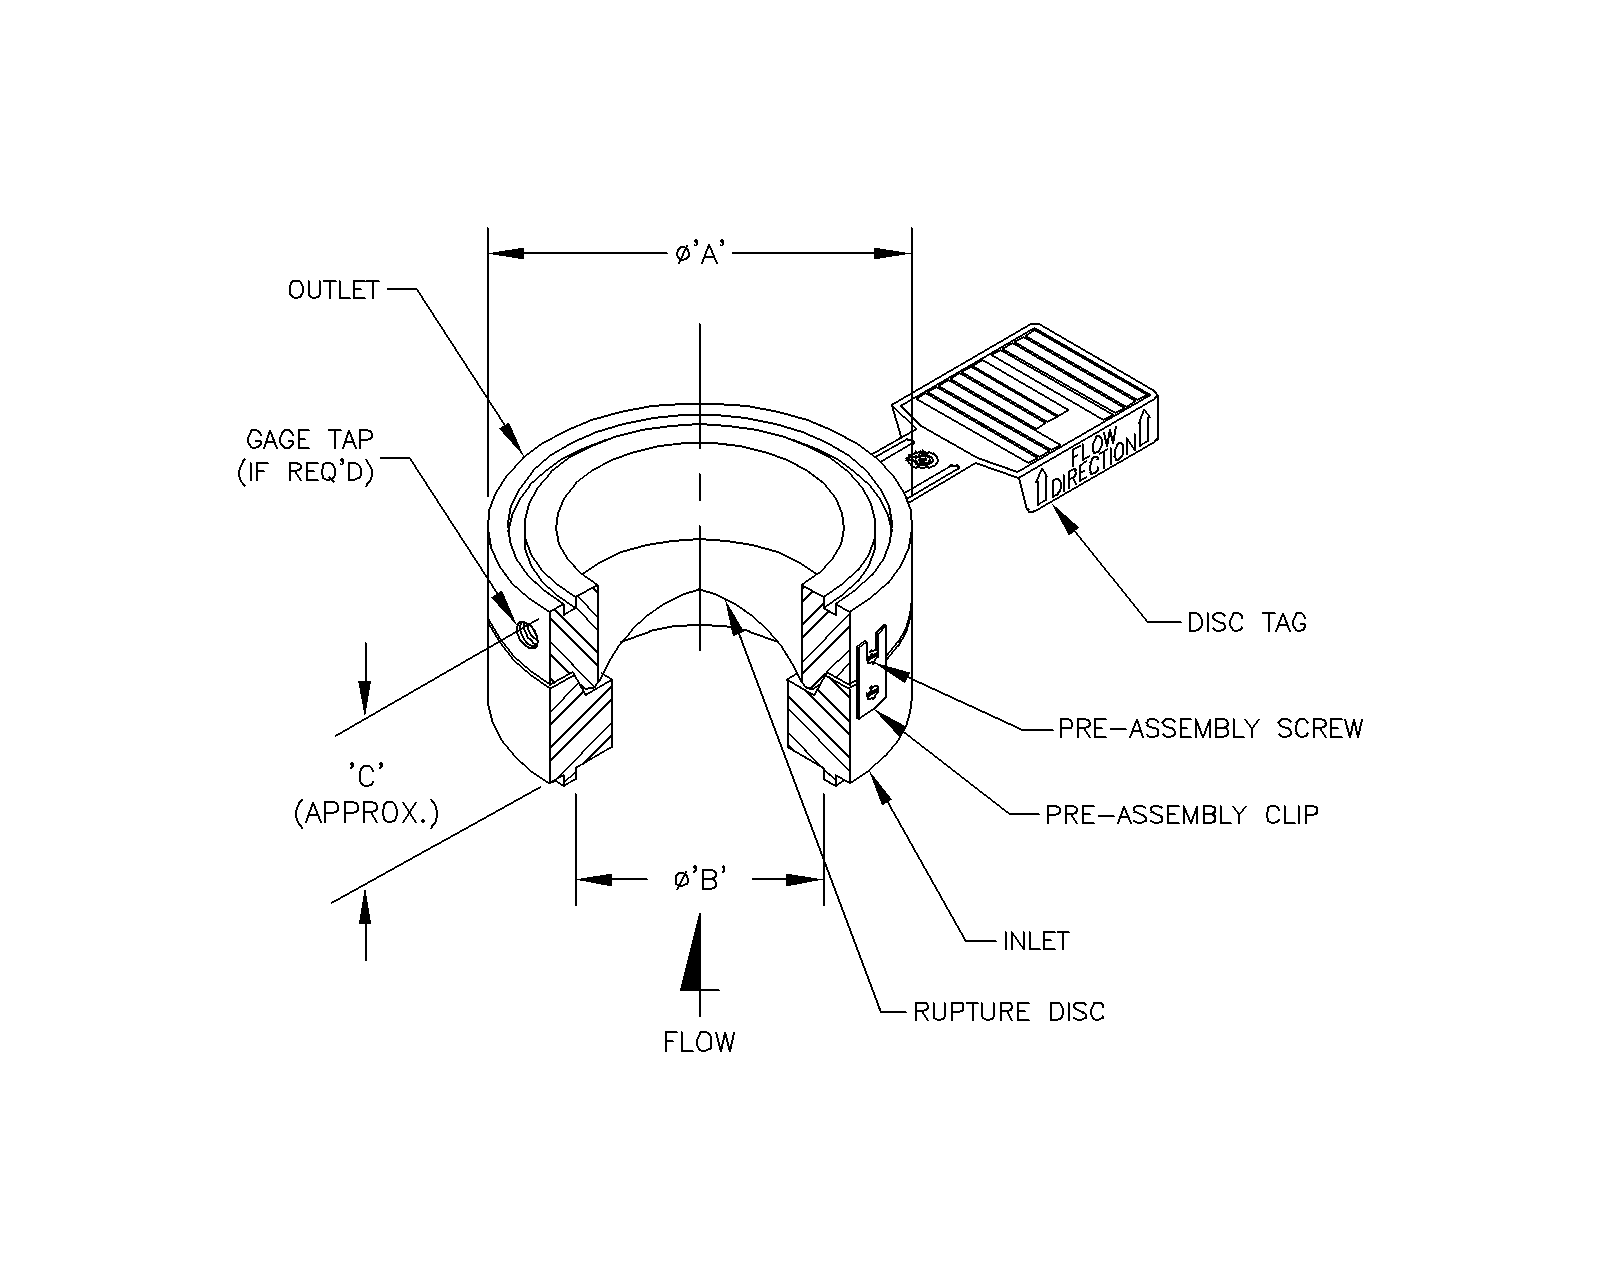 ø'A'
OUTLET
GAGE TAP
(IF REQ'D)
FLOW
DIRECTION
DISC TAG
PRE-ASSEMBLY SCREW
'C'
(APPROX.)
PRE-ASSEMBLY CLIP
ø'B'
INLET
RUPTURE DISC
FLOW